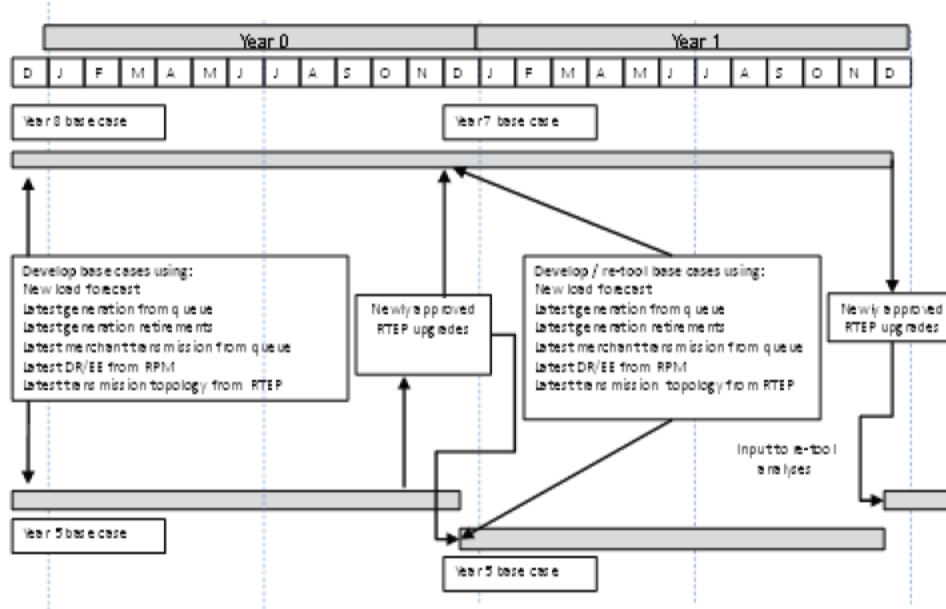 Year 0 Year 1
D J F M A M J J A S O N D J F M A M J J A S O N D
Year 8 base case
Year 7 base case
Develop base cases using:
New load forecast
Latest generation from queue
Latest generation retirements
Latest merchant transmission from queue
Latest DR/EE from RPM
Latest transmission topology from RTEP
Newly approved
RTEP upgrades
Develop / re-tool base cases using:
New load forecast
Latest generation from queue
Latest generation retirements
Latest merchant transmission from queue
Latest DR/EE from RPM
Latest transmission topology from RTEP
Newly approved
RTEP upgrades
Input to re-tool
analyses
Year 5 base case
Year 5 base case